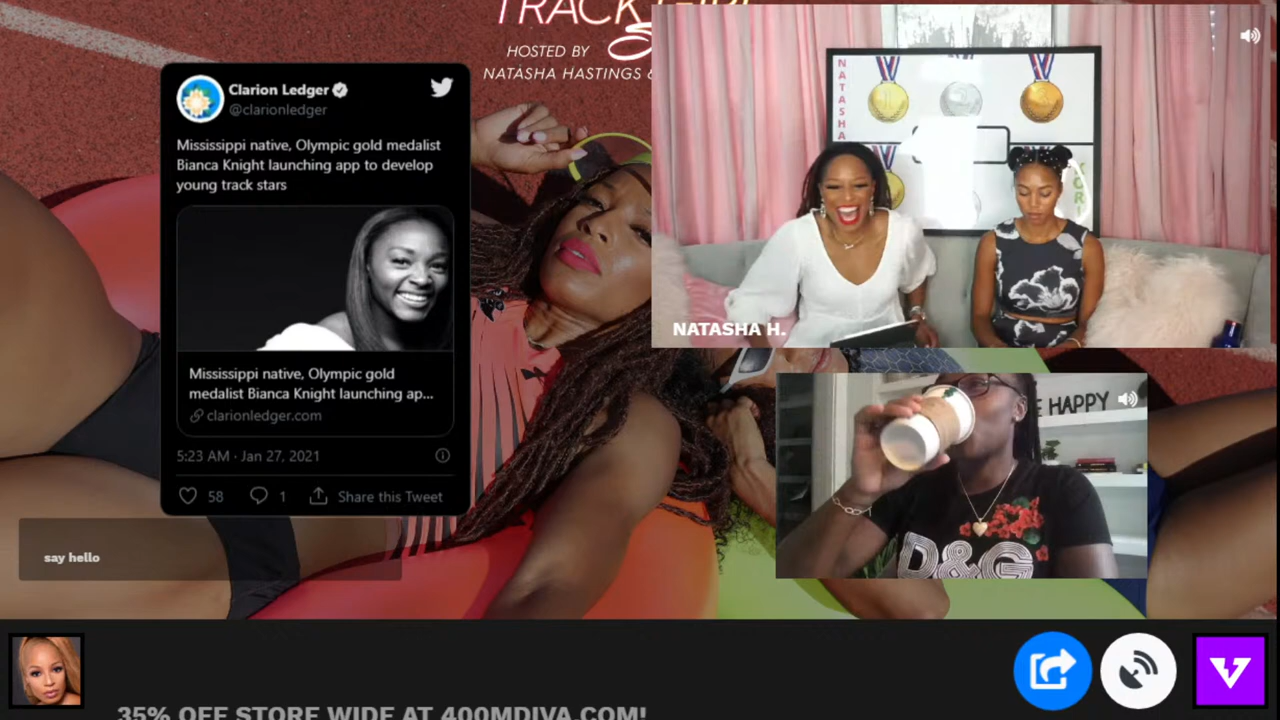 TRACK
HOSTED BY
NATASHA HASTINGS &
Clarion Ledger
@clarionledger
Mississippi native, Olympic gold medalist
Bianca Knight launching app to develop
young track stars
Mississippi native, Olympic gold
medalist Bianca Knight launching ap...
clarionledger.com
5:23 AM · Jan 27, 2021
58
1
Share this Tweet
say hello
NATASHA
NATASHA H.
HAPPY
D&G
35% OFF STORE WIDE AT 400MDIVA.COM!